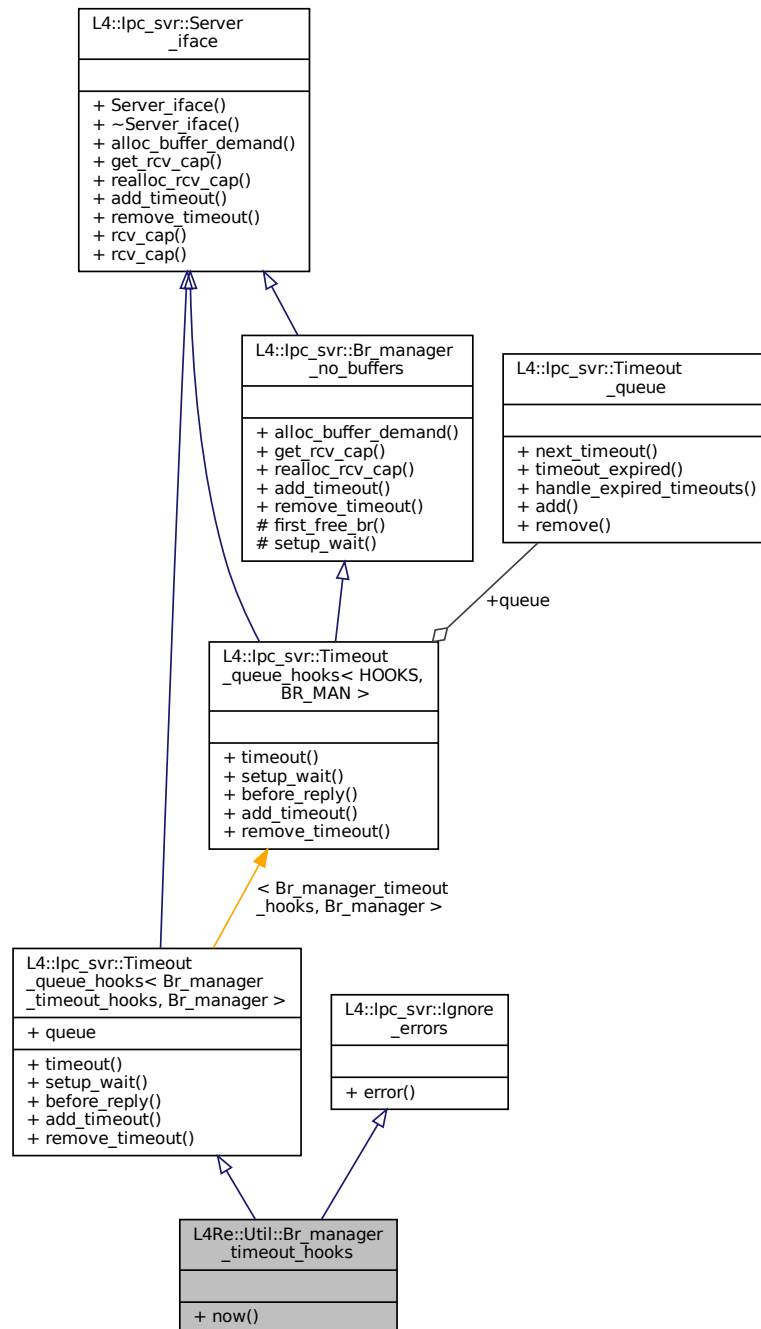 L4::Ipc_svr::Server
_iface
+ Server_iface()
+ ~Server_iface()
+ alloc_buffer_demand()
+ get_rcv_cap()
+ realloc_rcv_cap()
+ add_timeout()
+ remove_timeout()
+ rcv_cap()
+ rcv_cap()
L4::Ipc_svr::Br_manager
_no_buffers
+ alloc_buffer_demand()
+ get_rcv_cap()
+ realloc_rcv_cap()
+ add_timeout()
+ remove_timeout()
# first_free_br()
# setup_wait()
L4::Ipc_svr::Timeout
_queue
+ next_timeout()
+ timeout_expired()
+ handle_expired_timeouts()
+ add()
+ remove()
+queue
L4::Ipc_svr::Timeout
_queue_hooks< HOOKS,
BR_MAN >
+ timeout()
+ setup_wait()
+ before_reply()
+ add_timeout()
+ remove_timeout()
< Br_manager_timeout
_hooks, Br_manager >
L4::Ipc_svr::Timeout
_queue_hooks< Br_manager
_timeout_hooks, Br_manager >
+ queue
+ timeout()
+ setup_wait()
+ before_reply()
+ add_timeout()
+ remove_timeout()
L4::Ipc_svr::Ignore
_errors
+ error()
L4Re::Util::Br_manager
_timeout_hooks
+ now()